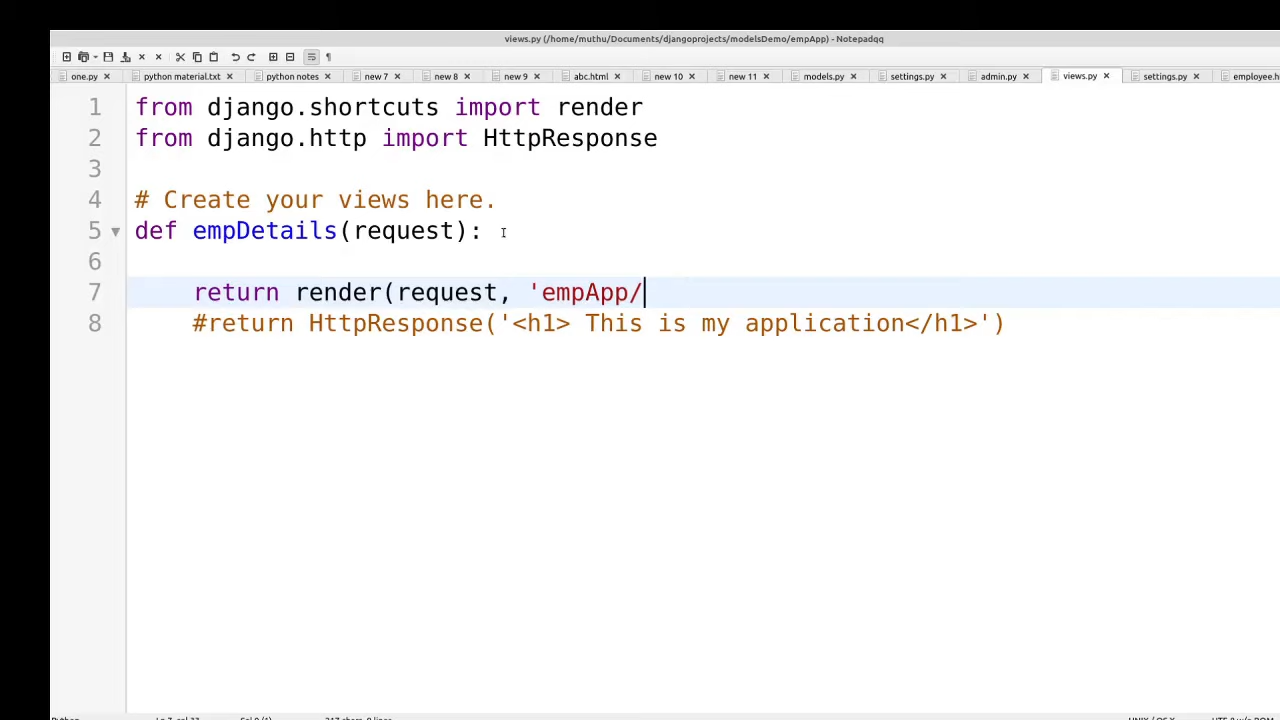 views.py (/home/muthu/Documents/djangoprojects/modelsDemo/empApp) - Notepadqq
one.py python material.txt python notes new 7 new 8 new 9 abc.html new 10 new 11 models.py settings.py admin.py views.py settings.py employee.h
1 from django.shortcuts import render
2 from django.http import HttpResponse
3
4 # Create your views here.
5 def empDetails(request):
6
7 return render(request, 'empApp/
8 #return HttpResponse('<h1> This is my application</h1>')